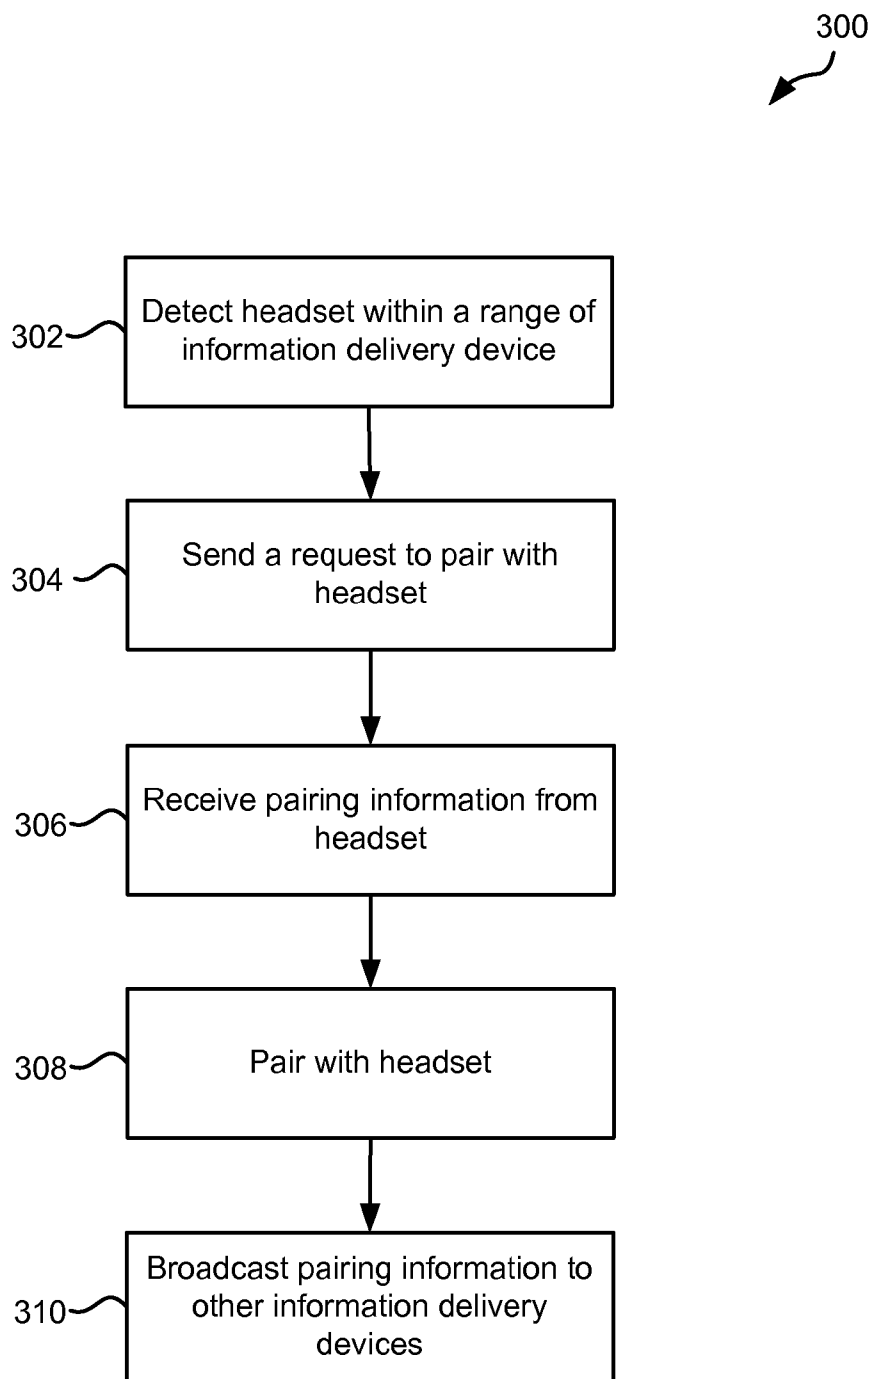 300
302
Detect headset within a range of
information delivery device
304
Send a request to pair with
headset
306
Receive pairing information from
headset
308
Pair with headset
310
Broadcast pairing information to
other information delivery
devices